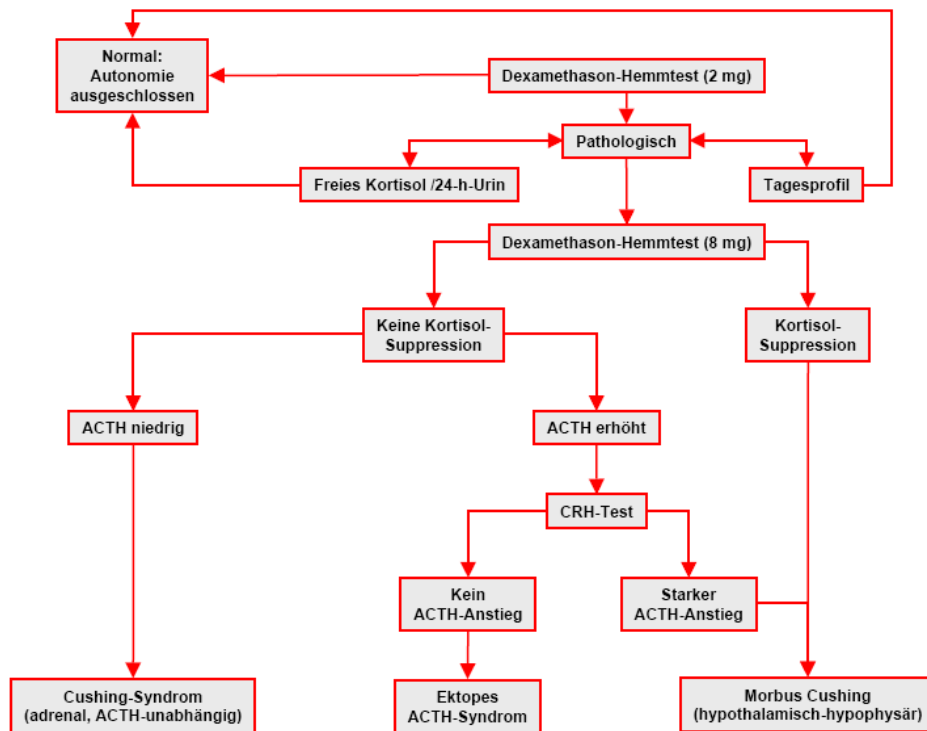 Normal:
Autonomie
ausgeschlossen
Dexamethason-Hemmtest (2 mg)
Pathologisch
Freies Kortisol /24-h-Urin
Tagesprofil
Dexamethason-Hemmtest (8 mg)
Keine Kortisol-
Suppression
Kortisol-
Suppression
ACTH niedrig
ACTH erhöht
CRH-Test
Kein
ACTH-Anstieg
Starker
ACTH-Anstieg
Cushing-Syndrom
(adrenal, ACTH-unabhängig)
Ektopes
ACTH-Syndrom
Morbus Cushing
(hypothalamisch-hypophysär)